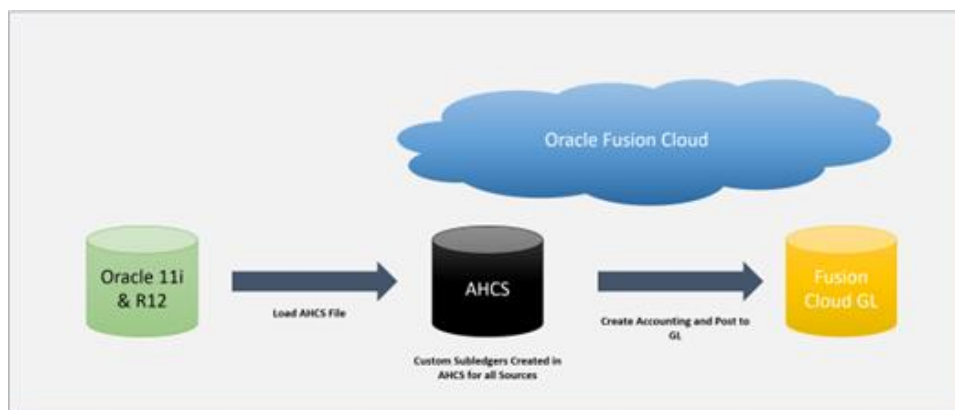 Oracle Fusion Cloud
Oracle 11i
& R12
Load AHCS File
AHCS
Custom Subledgers Created in
AHCS for all Sources
Create Accounting and Post to
GL
Fusion
Cloud GL